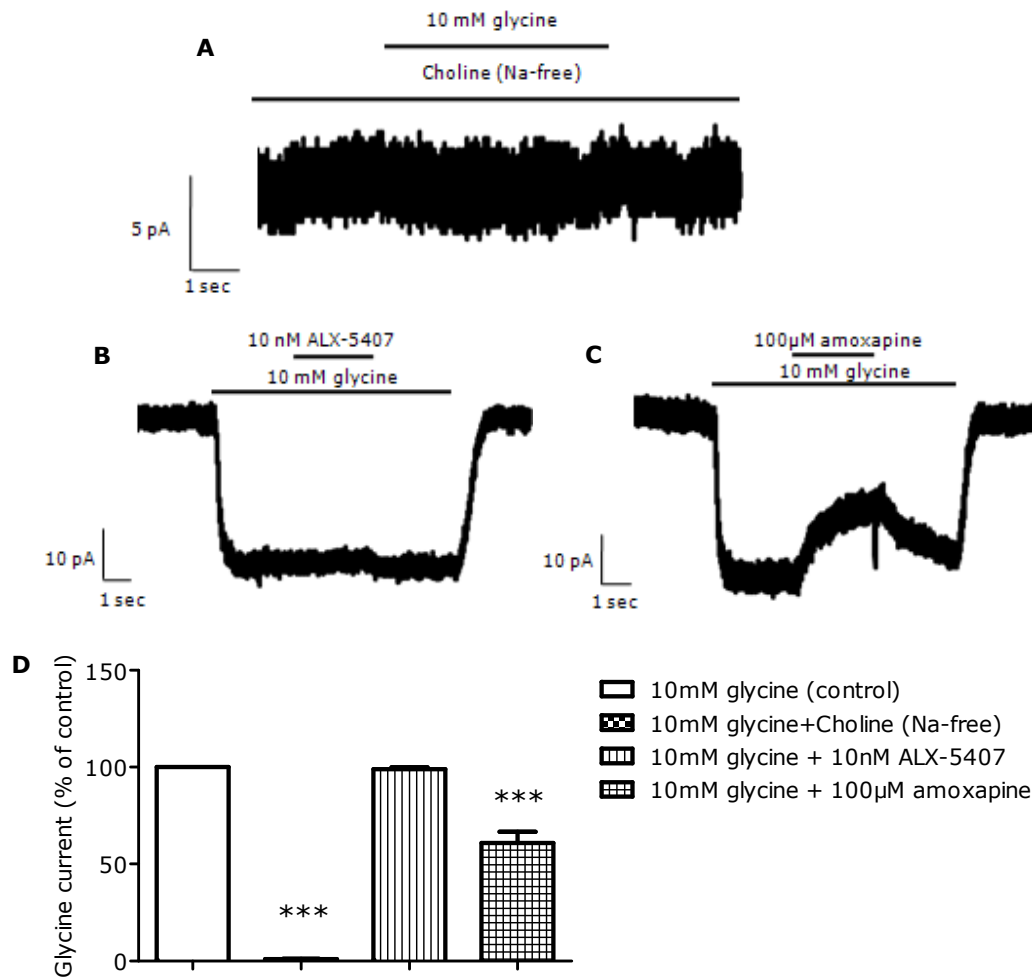 10 mM glycine
A
Choline (Na-free)
5 pA
1 sec
10 nM ALX-5407
B
10 mM glycine
10 pA
1 sec
100µM amoxapine
C
10 mM glycine
10 pA
1 sec
D
Glycine current (% of control)
150
100
50
0
***
***
10mM glycine (control)
10mM glycine+Choline (Na-free)
10mM glycine + 10nM ALX-5407
10mM glycine + 100µM amoxapine